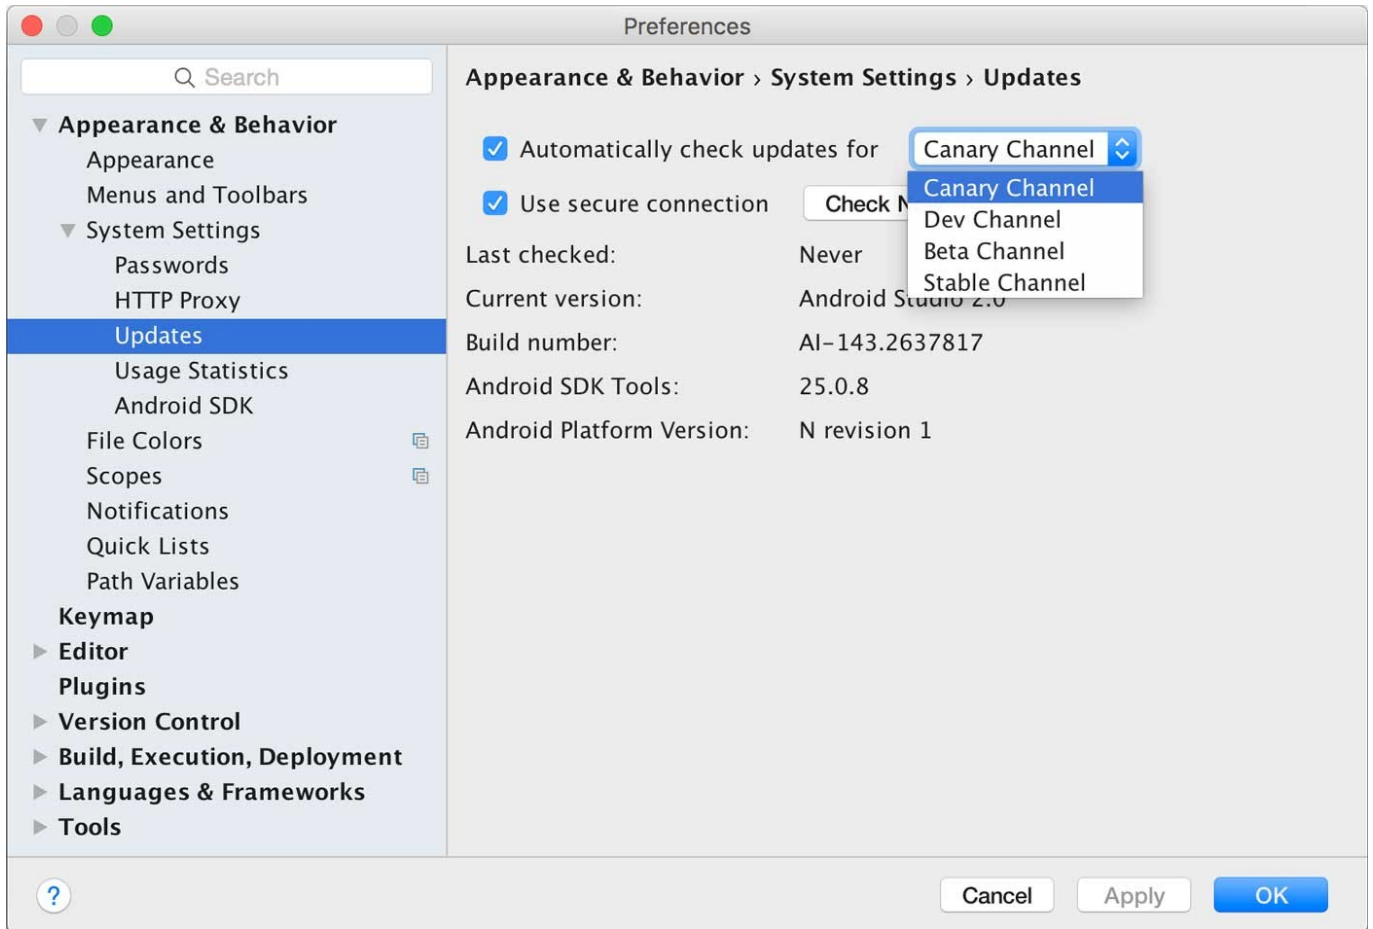 Preferences
Search
Appearance & Behavior
Appearance
Menus and Toolbars
System Settings
Passwords
HTTP Proxy
Updates
Usage Statistics
Android SDK
File Colors
Scopes
Notifications
Quick Lists
Path Variables
Keymap
Editor
Plugins
Version Control
Build, Execution, Deployment
Languages & Frameworks
Tools
Appearance & Behavior › System Settings › Updates
Automatically check updates for Canary Channel
Canary Channel
Dev Channel
Beta Channel
Stable Channel
Use secure connection Check
Last checked: Never
Current version: Android Studio 2.0
Build number: AI-143.2637817
Android SDK Tools: 25.0.8
Android Platform Version: N revision 1
?
Cancel Apply OK